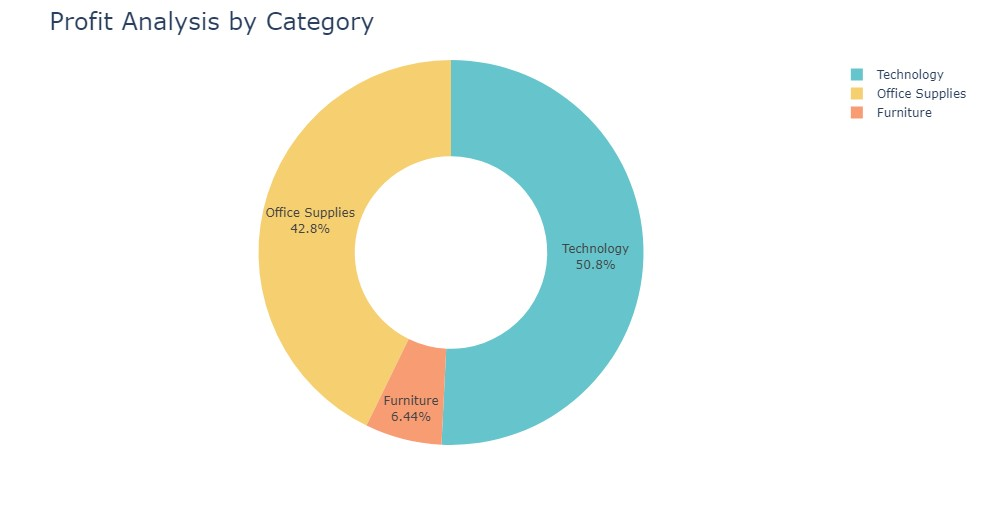 Profit Analysis by Category
Technology
Office Supplies
Furniture
Office Supplies
42.8%
Technology
50.8%
Furniture
6.44%